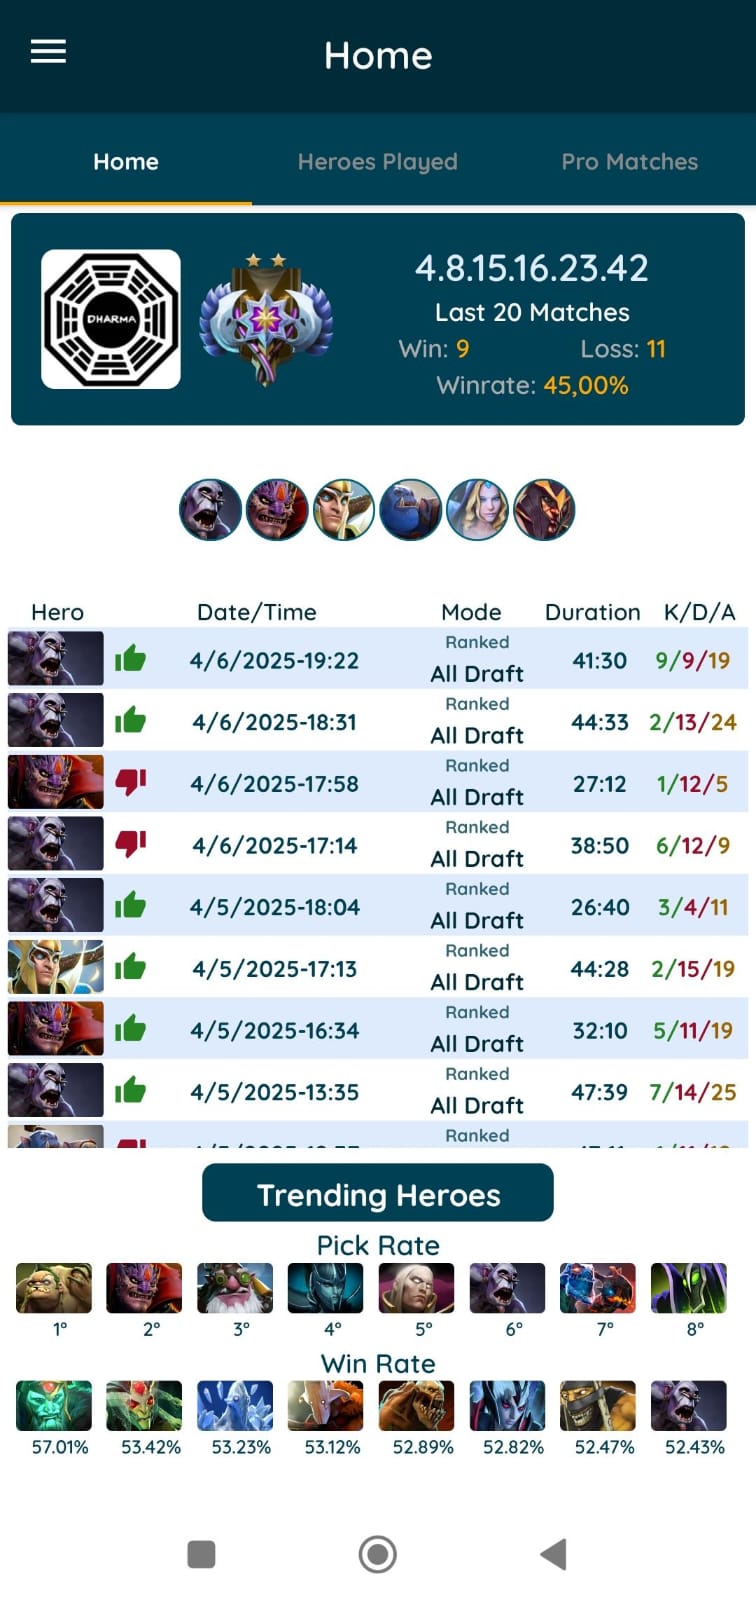 Home
Home Heroes Played Pro Matches
DHARMA
4.8.15.16.23.42
Last 20 Matches
Win: 9 Loss: 11
Winrate: 45,00%
Hero Date/Time Mode Duration K/D/A
4/6/2025-19:22 Ranked All Draft 41:30 9/9/19
4/6/2025-18:31 Ranked All Draft 44:33 2/13/24
4/6/2025-17:58 Ranked All Draft 27:12 1/12/5
4/6/2025-17:14 Ranked All Draft 38:50 6/12/9
4/5/2025-18:04 Ranked All Draft 26:40 3/4/11
4/5/2025-17:13 Ranked All Draft 44:28 2/15/19
4/5/2025-16:34 Ranked All Draft 32:10 5/11/19
4/5/2025-13:35 Ranked All Draft 47:39 7/14/25
Ranked
Trending Heroes
Pick Rate
1° 2° 3° 4° 5° 6° 7° 8°
Win Rate
57.01% 53.42% 53.23% 53.12% 52.89% 52.82% 52.47% 52.43%